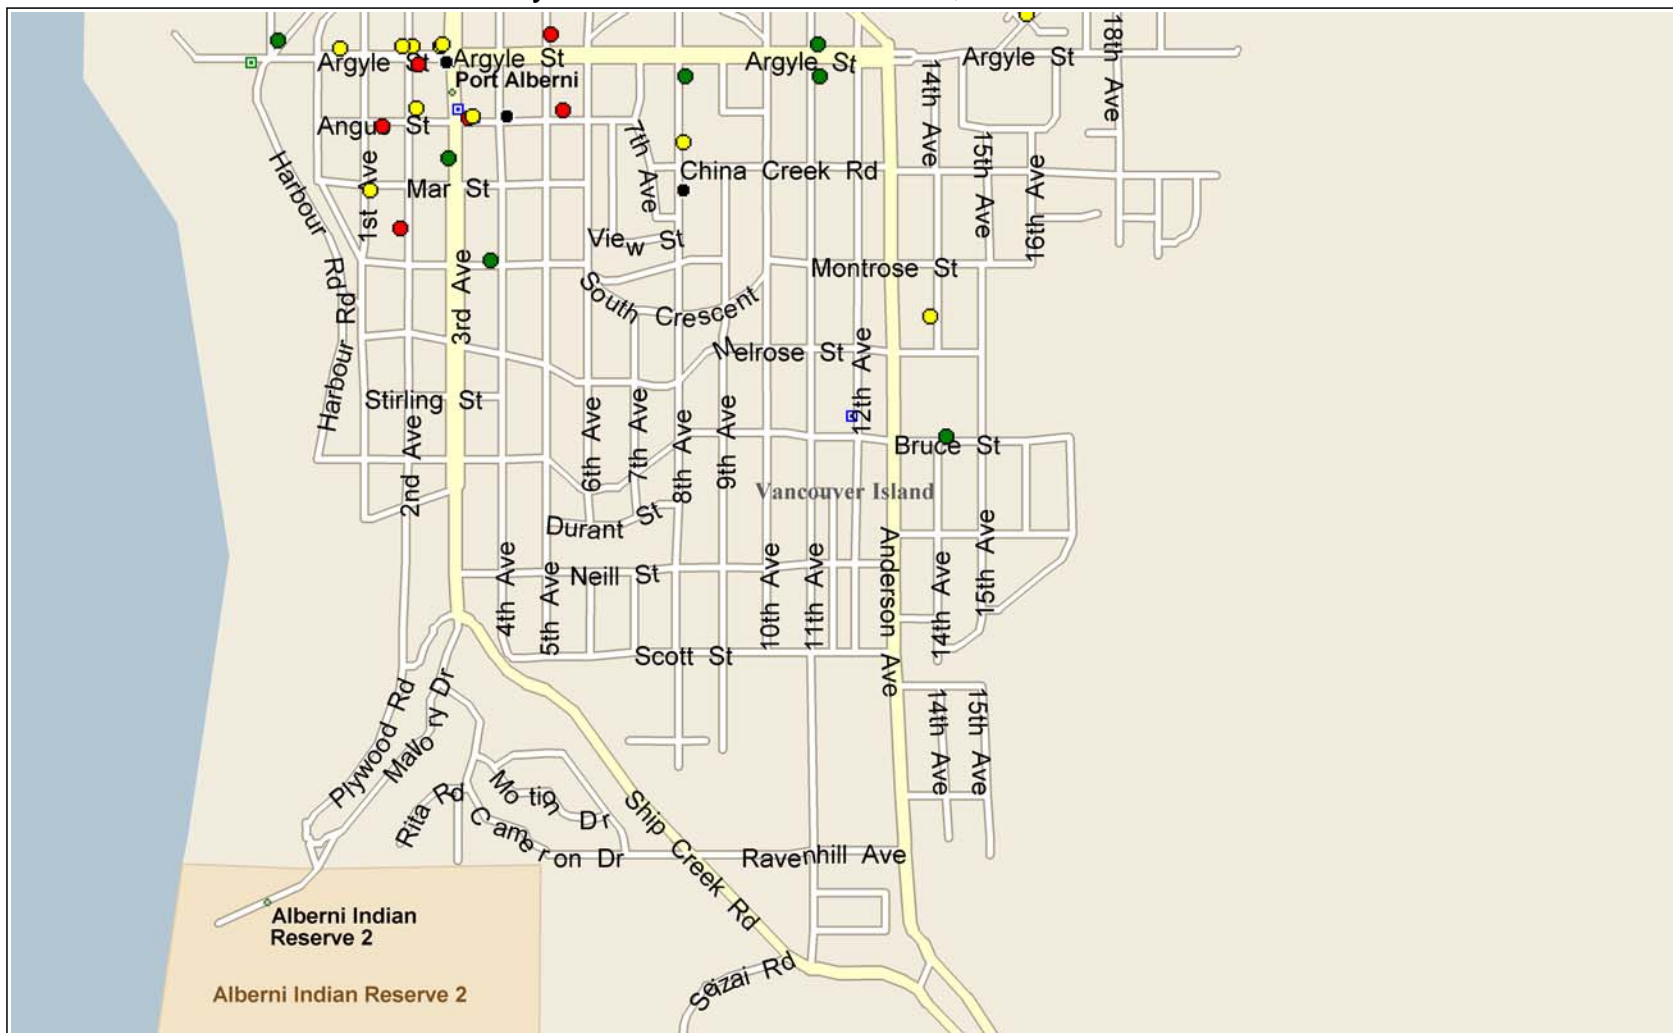 Argyle St
Argyle St
Argyle St
Argyle St
18th Ave
Port Alberni
Angus St
14th Ave
7th Ave
15th Ave
16th Ave
China Creek Rd
Harbour Rd
1st Ave
Mar St
View St
3rd Ave
Montrose St
South Crescent
Harbour Rd
Melrose St
12th Ave
Stirling St
2nd Ave
6th Ave
7th Ave
8th Ave
9th Ave
Bruce St
Vancouver Island
Durant St
Anderson Ave
15th Ave
14th Ave
4th Ave
5th Ave
Neill St
10th Ave
11th Ave
Scott St
Plywood Rd
Mallory Dr
14th Ave
15th Ave
Rita Rd
Motion Dr
Cameron Dr
Ship Creek Rd
Ravenhill Ave
Alberni Indian
Reserve 2
Scizai Rd
Alberni Indian Reserve 2